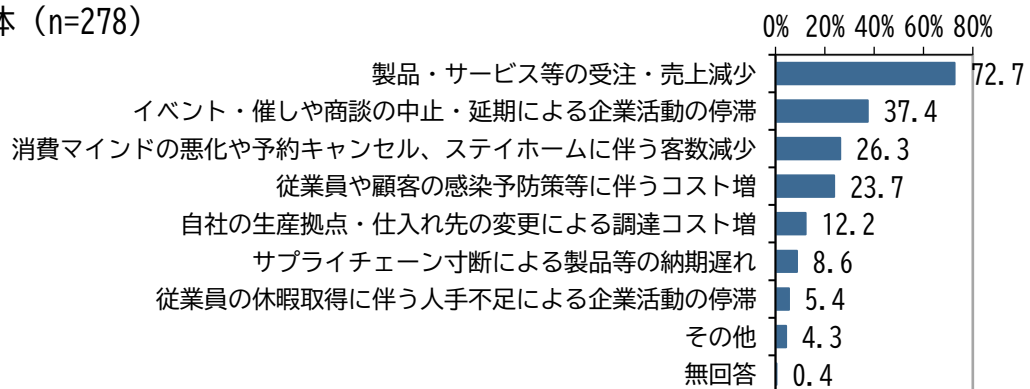 体（n=278）
0% 20% 40% 60% 80%
製品・サービス等の受注・売上減少 72.7
イベント・催しや商談の中止・延期による企業活動の停滞 37.4
消費マインドの悪化や予約キャンセル、ステイホームに伴う客数減少 26.3
従業員や顧客の感染予防策等に伴うコスト増 23.7
自社の生産拠点・仕入れ先の変更による調達コスト増 12.2
サプライチェーン寸断による製品等の納期遅れ 8.6
従業員の休暇取得に伴う人手不足による企業活動の停滞 5.4
その他 4.3
無回答 0.4